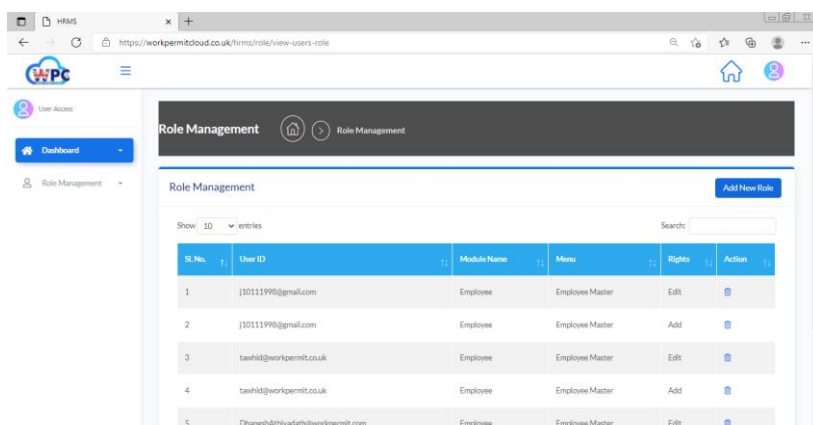 HRMS
https://workpermitcloud.co.uk/hrms/role/view-users-role
WPC
User Access
Dashboard
Role Management
Role Management
Role Management
Role Management
Add New Role
Show 10 entries
Search:
Sl. No. User ID Module Name Menu Rights Action
1 j10111998@gmail.com Employee Employee Master Edit
2 j10111998@gmail.com Employee Employee Master Add
3 tawhid@workpermit.co.uk Employee Employee Master Edit
4 tawhid@workpermit.co.uk Employee Employee Master Add
5 DhaneshAthiyadath@workpermit.com Employee Employee Master Edit